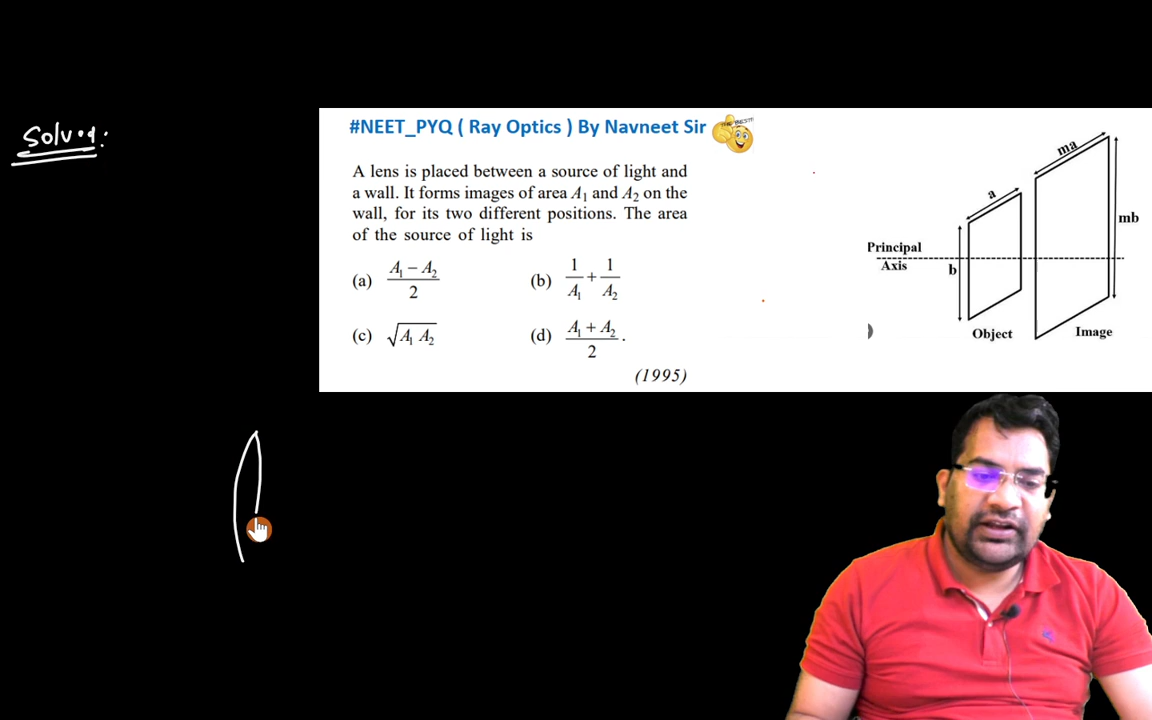 Solved:
#NEET_PYQ ( Ray Optics ) By Navneet Sir
A lens is placed between a source of light and
a wall. It forms images of area A₁ and A₂ on the
wall, for its two different positions. The area
of the source of light is
(a) (A₁ − A₂)/2 (b) 1/A₁ + 1/A₂
(c) √A₁ A₂ (d) (A₁ + A₂)/2 .
(1995)
ma
a
mb
Principal
Axis
b
Object Image